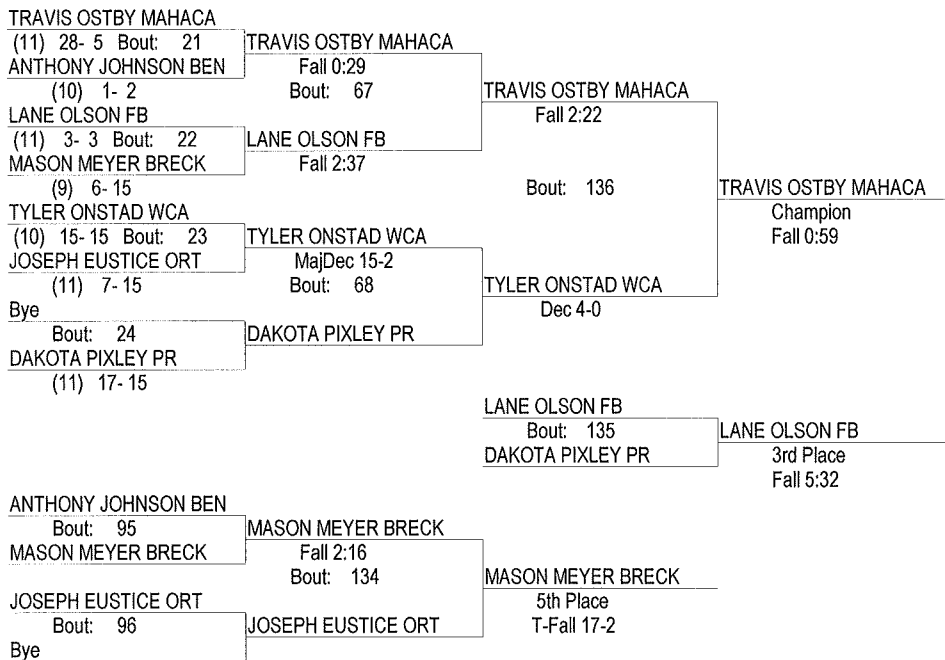 TRAVIS OSTBY MAHACA
(11) 28- 5 Bout: 21
ANTHONY JOHNSON BEN
(10) 1- 2
LANE OLSON FB
(11) 3- 3 Bout: 22
MASON MEYER BRECK
(9) 6- 15
TYLER ONSTAD WCA
(10) 15- 15 Bout: 23
JOSEPH EUSTICE ORT
(11) 7- 15
Bye
Bout: 24
DAKOTA PIXLEY PR
(11) 17- 15
TRAVIS OSTBY MAHACA
Fall 0:29
Bout: 67
LANE OLSON FB
Fall 2:37
TYLER ONSTAD WCA
MajDec 15-2
Bout: 68
DAKOTA PIXLEY PR
TRAVIS OSTBY MAHACA
Fall 2:22
Bout: 136
TYLER ONSTAD WCA
Dec 4-0
TRAVIS OSTBY MAHACA
Champion
Fall 0:59
LANE OLSON FB
Bout: 135
DAKOTA PIXLEY PR
LANE OLSON FB
3rd Place
Fall 5:32
ANTHONY JOHNSON BEN
Bout: 95
MASON MEYER BRECK
JOSEPH EUSTICE ORT
Bout: 96
Bye
MASON MEYER BRECK
Fall 2:16
Bout: 134
JOSEPH EUSTICE ORT
MASON MEYER BRECK
5th Place
T-Fall 17-2